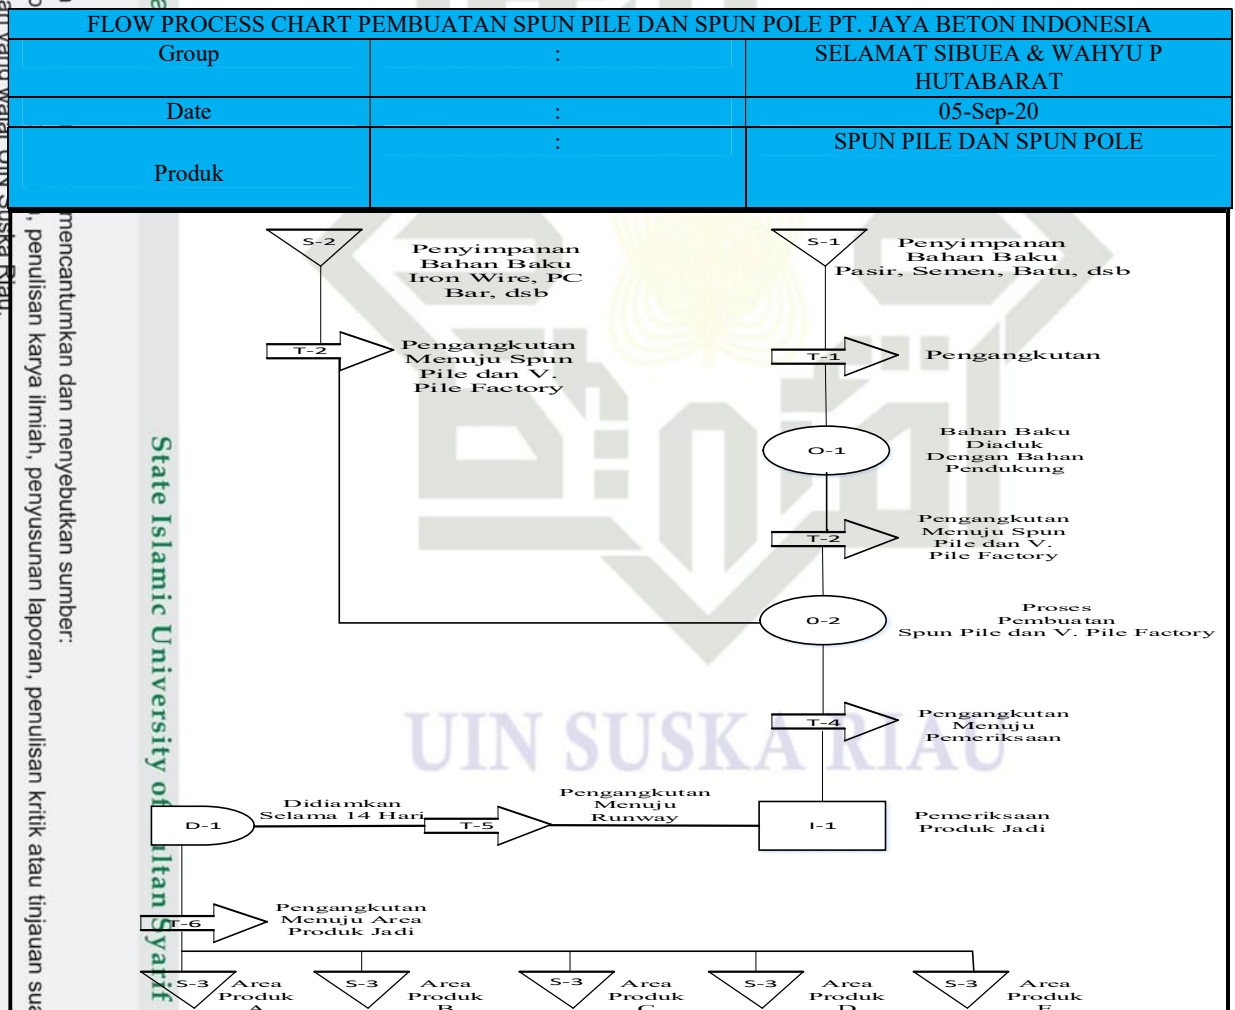 FLOW PROCESS CHART PEMBUATAN SPUN PILE DAN SPUN POLE PT. JAYA BETON INDONESIA
Group : SELAMAT SIBUEA & WAHYU P
HUTABARAT
Date : 05-Sep-20
: SPUN PILE DAN SPUN POLE
Produk
S-2
Penyimpanan
Bahan Baku
Iron Wire, PC
Bar, dsb
S-1
Penyimpanan
Bahan Baku
Pasir, Semen, Batu, dsb
T-2
Pengangkutan
Menuju Spun
Pile dan V.
Pile Factory
T-1
Pengangkutan
O-1
Bahan Baku
Diaduk
Dengan Bahan
Pendukung
T-2
Pengangkutan
Menuju Spun
Pile dan V.
Pile Factory
O-2
Proses
Pembuatan
Spun Pile dan V. Pile Factory
T-4
Pengangkutan
Menuju
Pemeriksaan
UIN SUSKA RIAU
D-1
Didiamkan
Selama 14 Hari
T-5
Pengangkutan
Menuju
Runway
I-1
Pemeriksaan
Produk Jadi
T-6
Pengangkutan
Menuju Area
Produk Jadi
S-3
Area
Produk
A
S-3
Area
Produk
B
S-3
Area
Produk
C
S-3
Area
Produk
D
S-3
Area
Produk
E
mencantumkan dan menyebutkan sumber:
penulisan karya ilmiah, penyusunan laporan, penulisan kritik atau tinjauan
State Islamic University of ultan Syarif
wajar UIN Suska Riau.